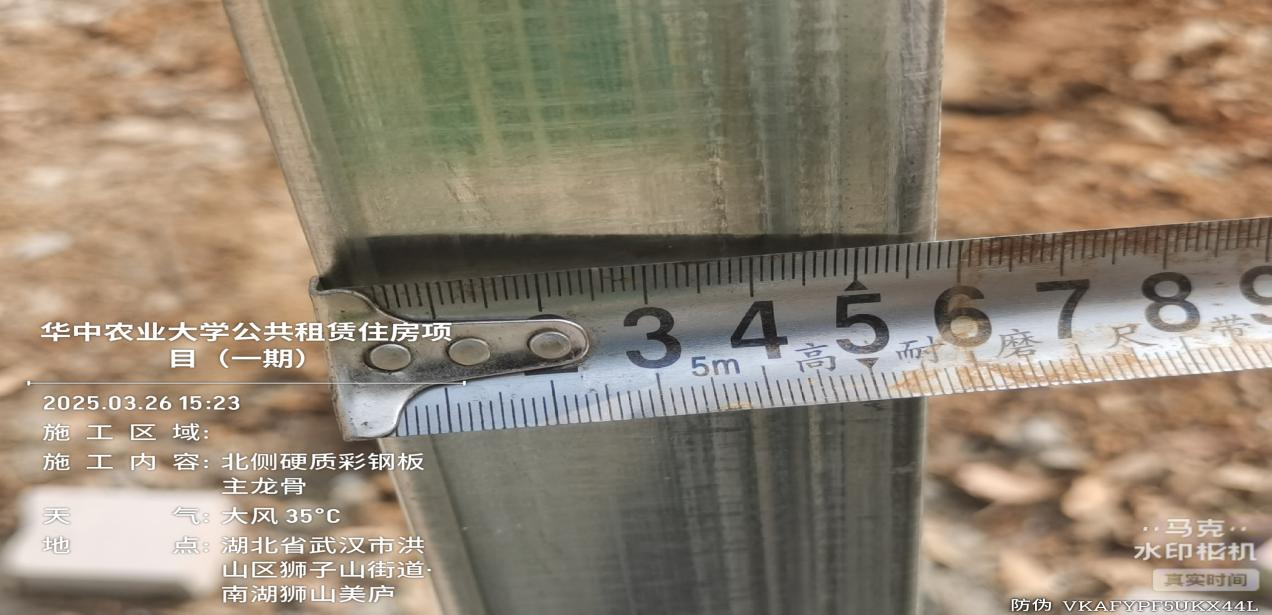 3 4 5 6 7 8 9
5m 高 耐 磨 尺 带
华中农业大学公共租赁住房项
目（一期）
2025.03.26 15:23
施工区域:
施工内容: 北侧硬质彩钢板
主龙骨
天气: 大风 35°C
地点: 湖北省武汉市洪
山区狮子山街道·
南湖狮山美庐
马克
水印相机
真实时间
防伪 VKAFYPF5UKX44L